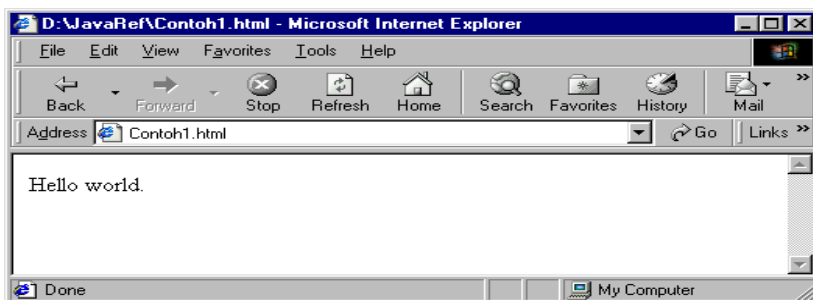 D:\JavaRef\Contoh1.html - Microsoft Internet Explorer
File Edit View Favorites Tools Help
Back Forward Stop Refresh Home Search Favorites History Mail »
Address Contoh1.html Go Links »
Hello world.
Done My Computer